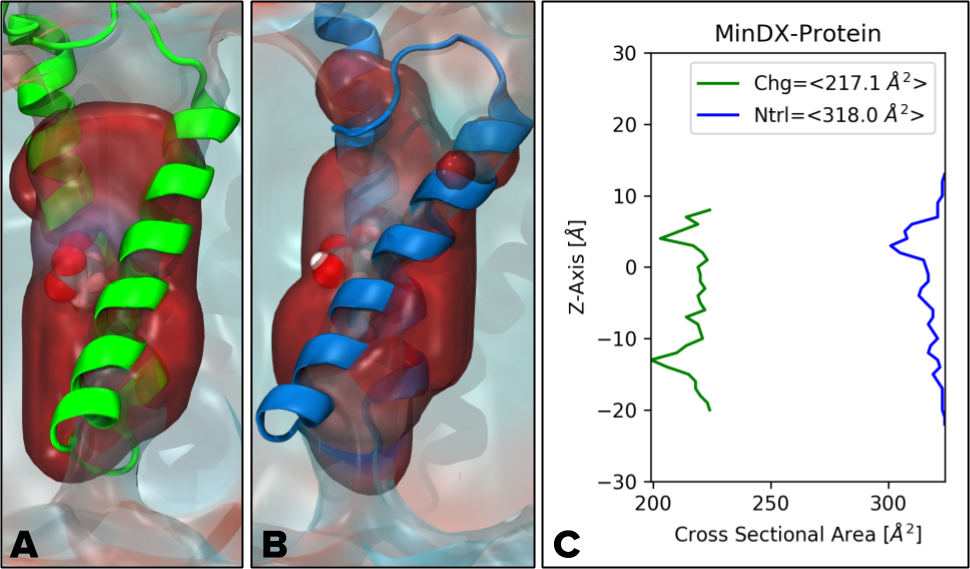 A
B
C
MinDX-Protein
Chg=<217.1 Å²>
Ntrl=<318.0 Å²>
30
20
10
0
−10
−20
−30
Z-Axis [Å]
200
250
300
Cross Sectional Area [Å²]